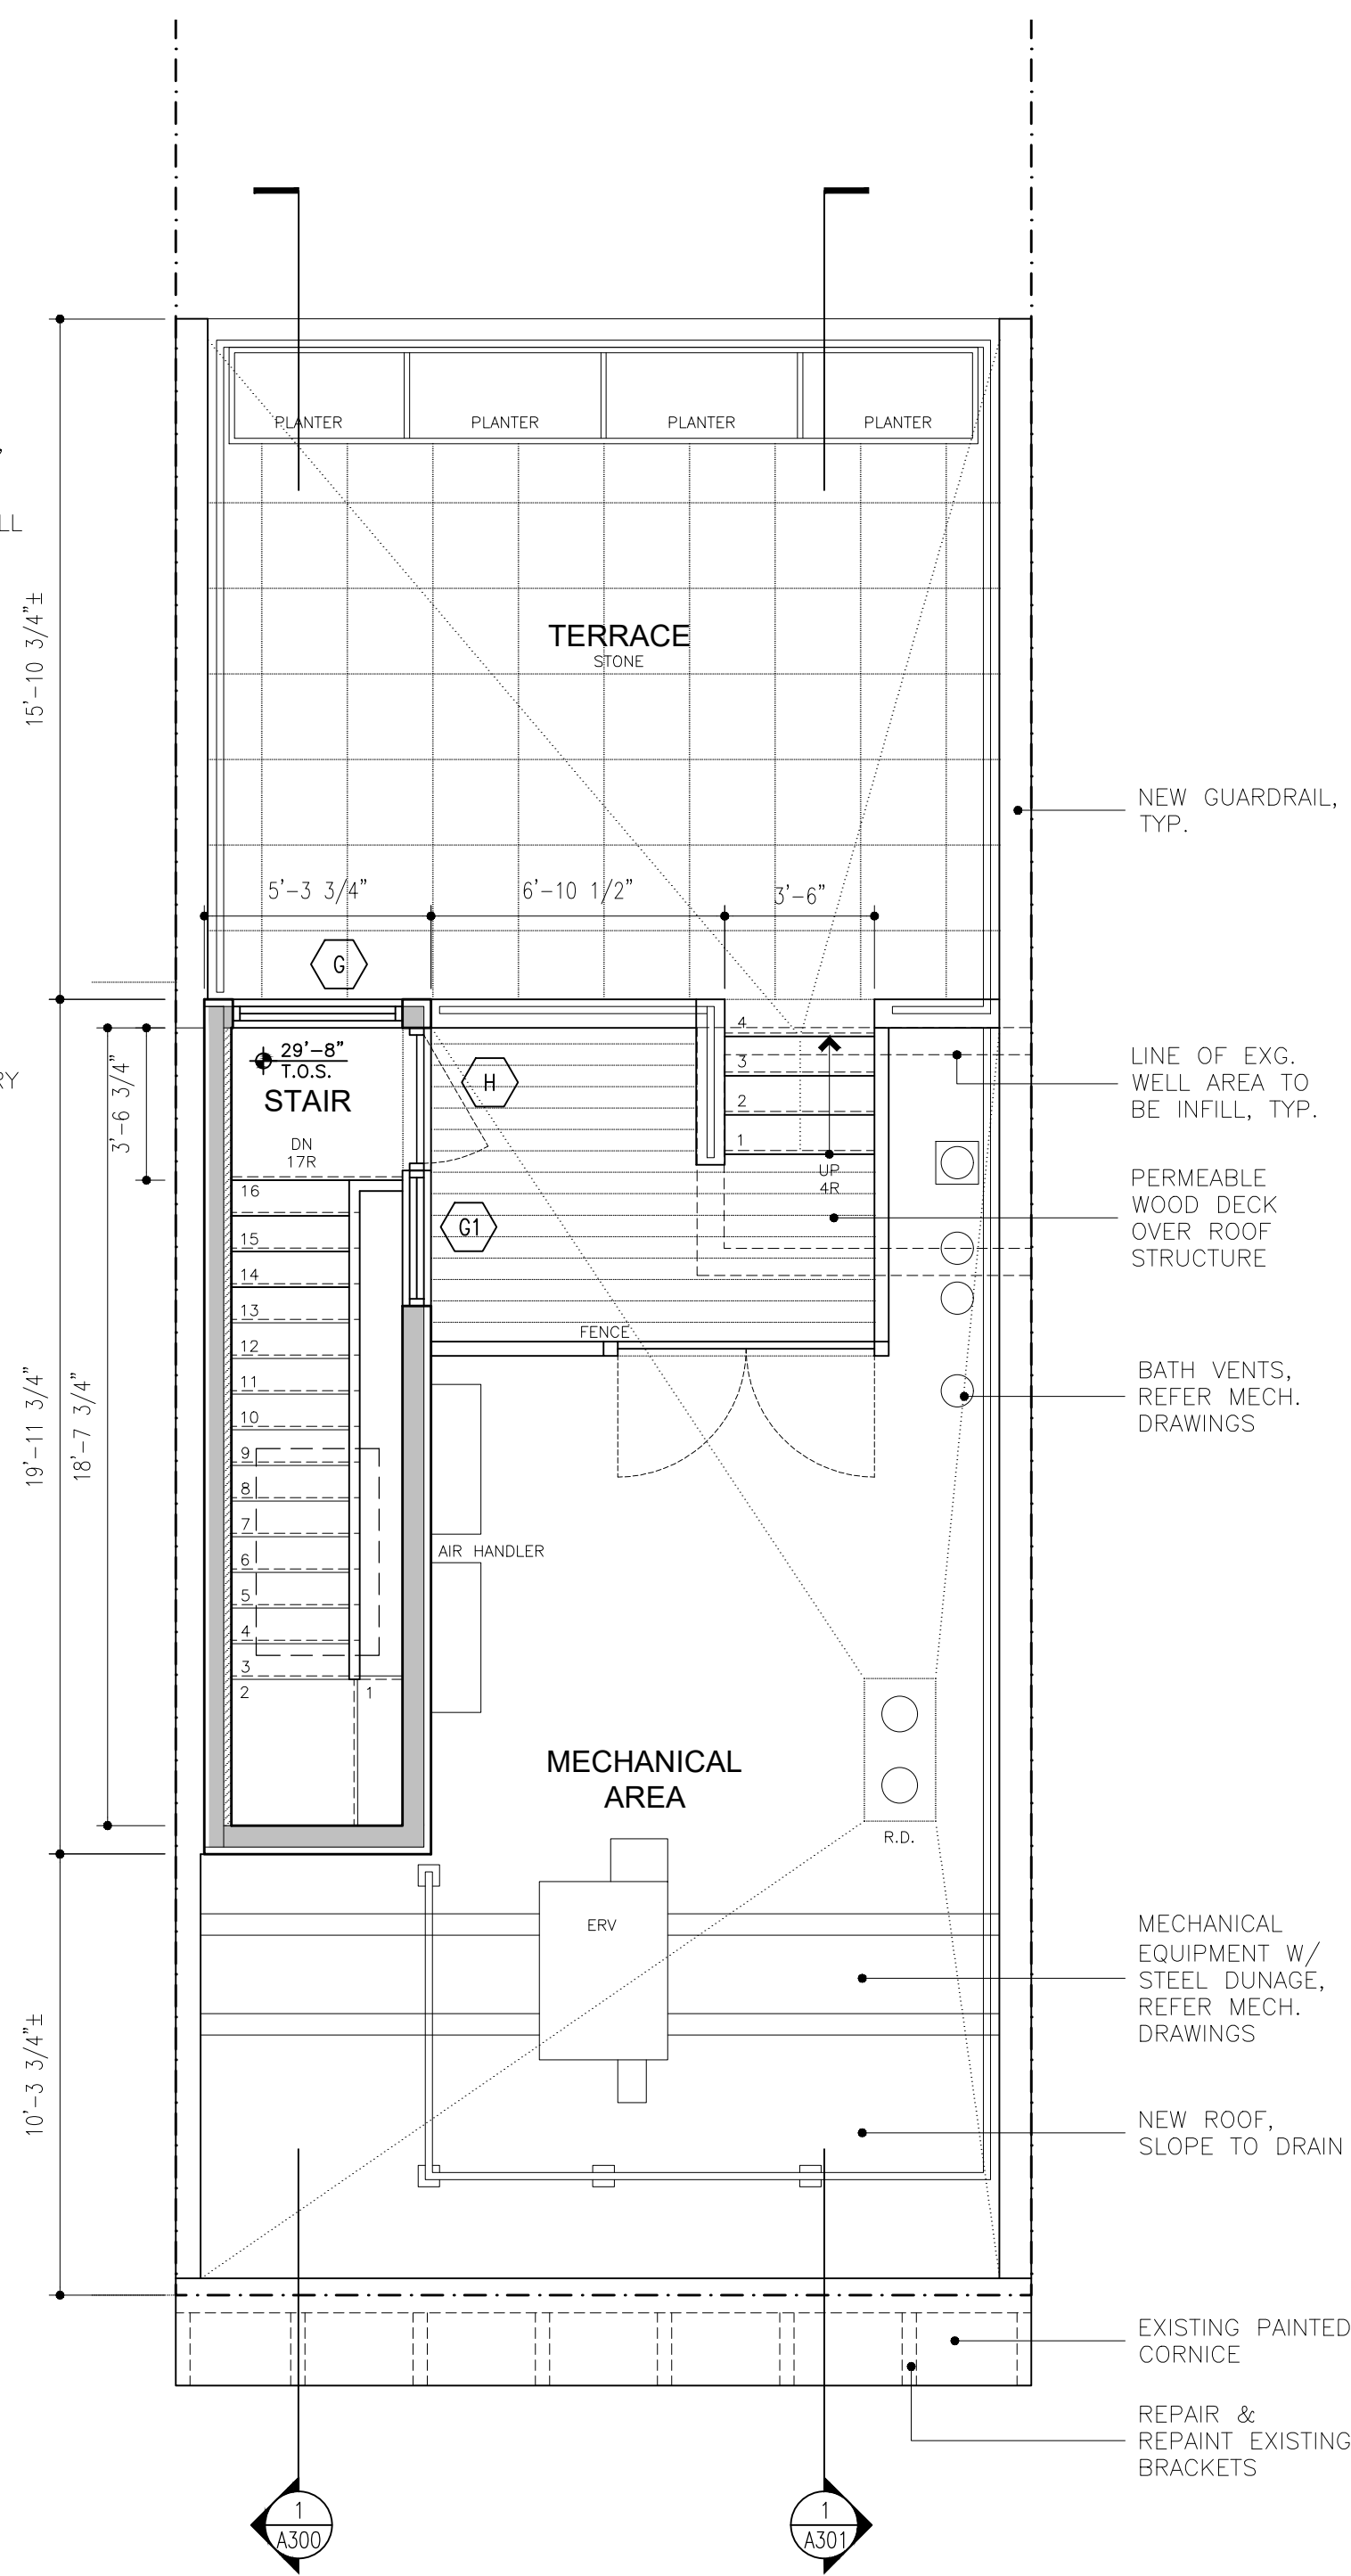 PLANTER
PLANTER
PLANTER
PLANTER
,
LL
15'-10 3/4"±
TERRACE
STONE
NEW GUARDRAIL,
TYP.
5'-3 3/4"
6'-10 1/2"
3'-6"
G
29'-8"
T.O.S.
STAIR
DN
17R
H
G1
4
3
2
1
UP
4R
RY
3'-6 3/4"
LINE OF EXG.
WELL AREA TO
BE INFILL, TYP.
PERMEABLE
WOOD DECK
OVER ROOF
STRUCTURE
16
15
14
13
12
11
10
9
8
7
6
5
4
3
2
1
FENCE
BATH VENTS,
REFER MECH.
DRAWINGS
19'-11 3/4"
18'-7 3/4"
AIR HANDLER
MECHANICAL
AREA
R.D.
ERV
MECHANICAL
EQUIPMENT W/
STEEL DUNAGE,
REFER MECH.
DRAWINGS
10'-3 3/4"±
NEW ROOF,
SLOPE TO DRAIN
EXISTING PAINTED
CORNICE
REPAIR &
REPAINT EXISTING
BRACKETS
1
A300
1
A301